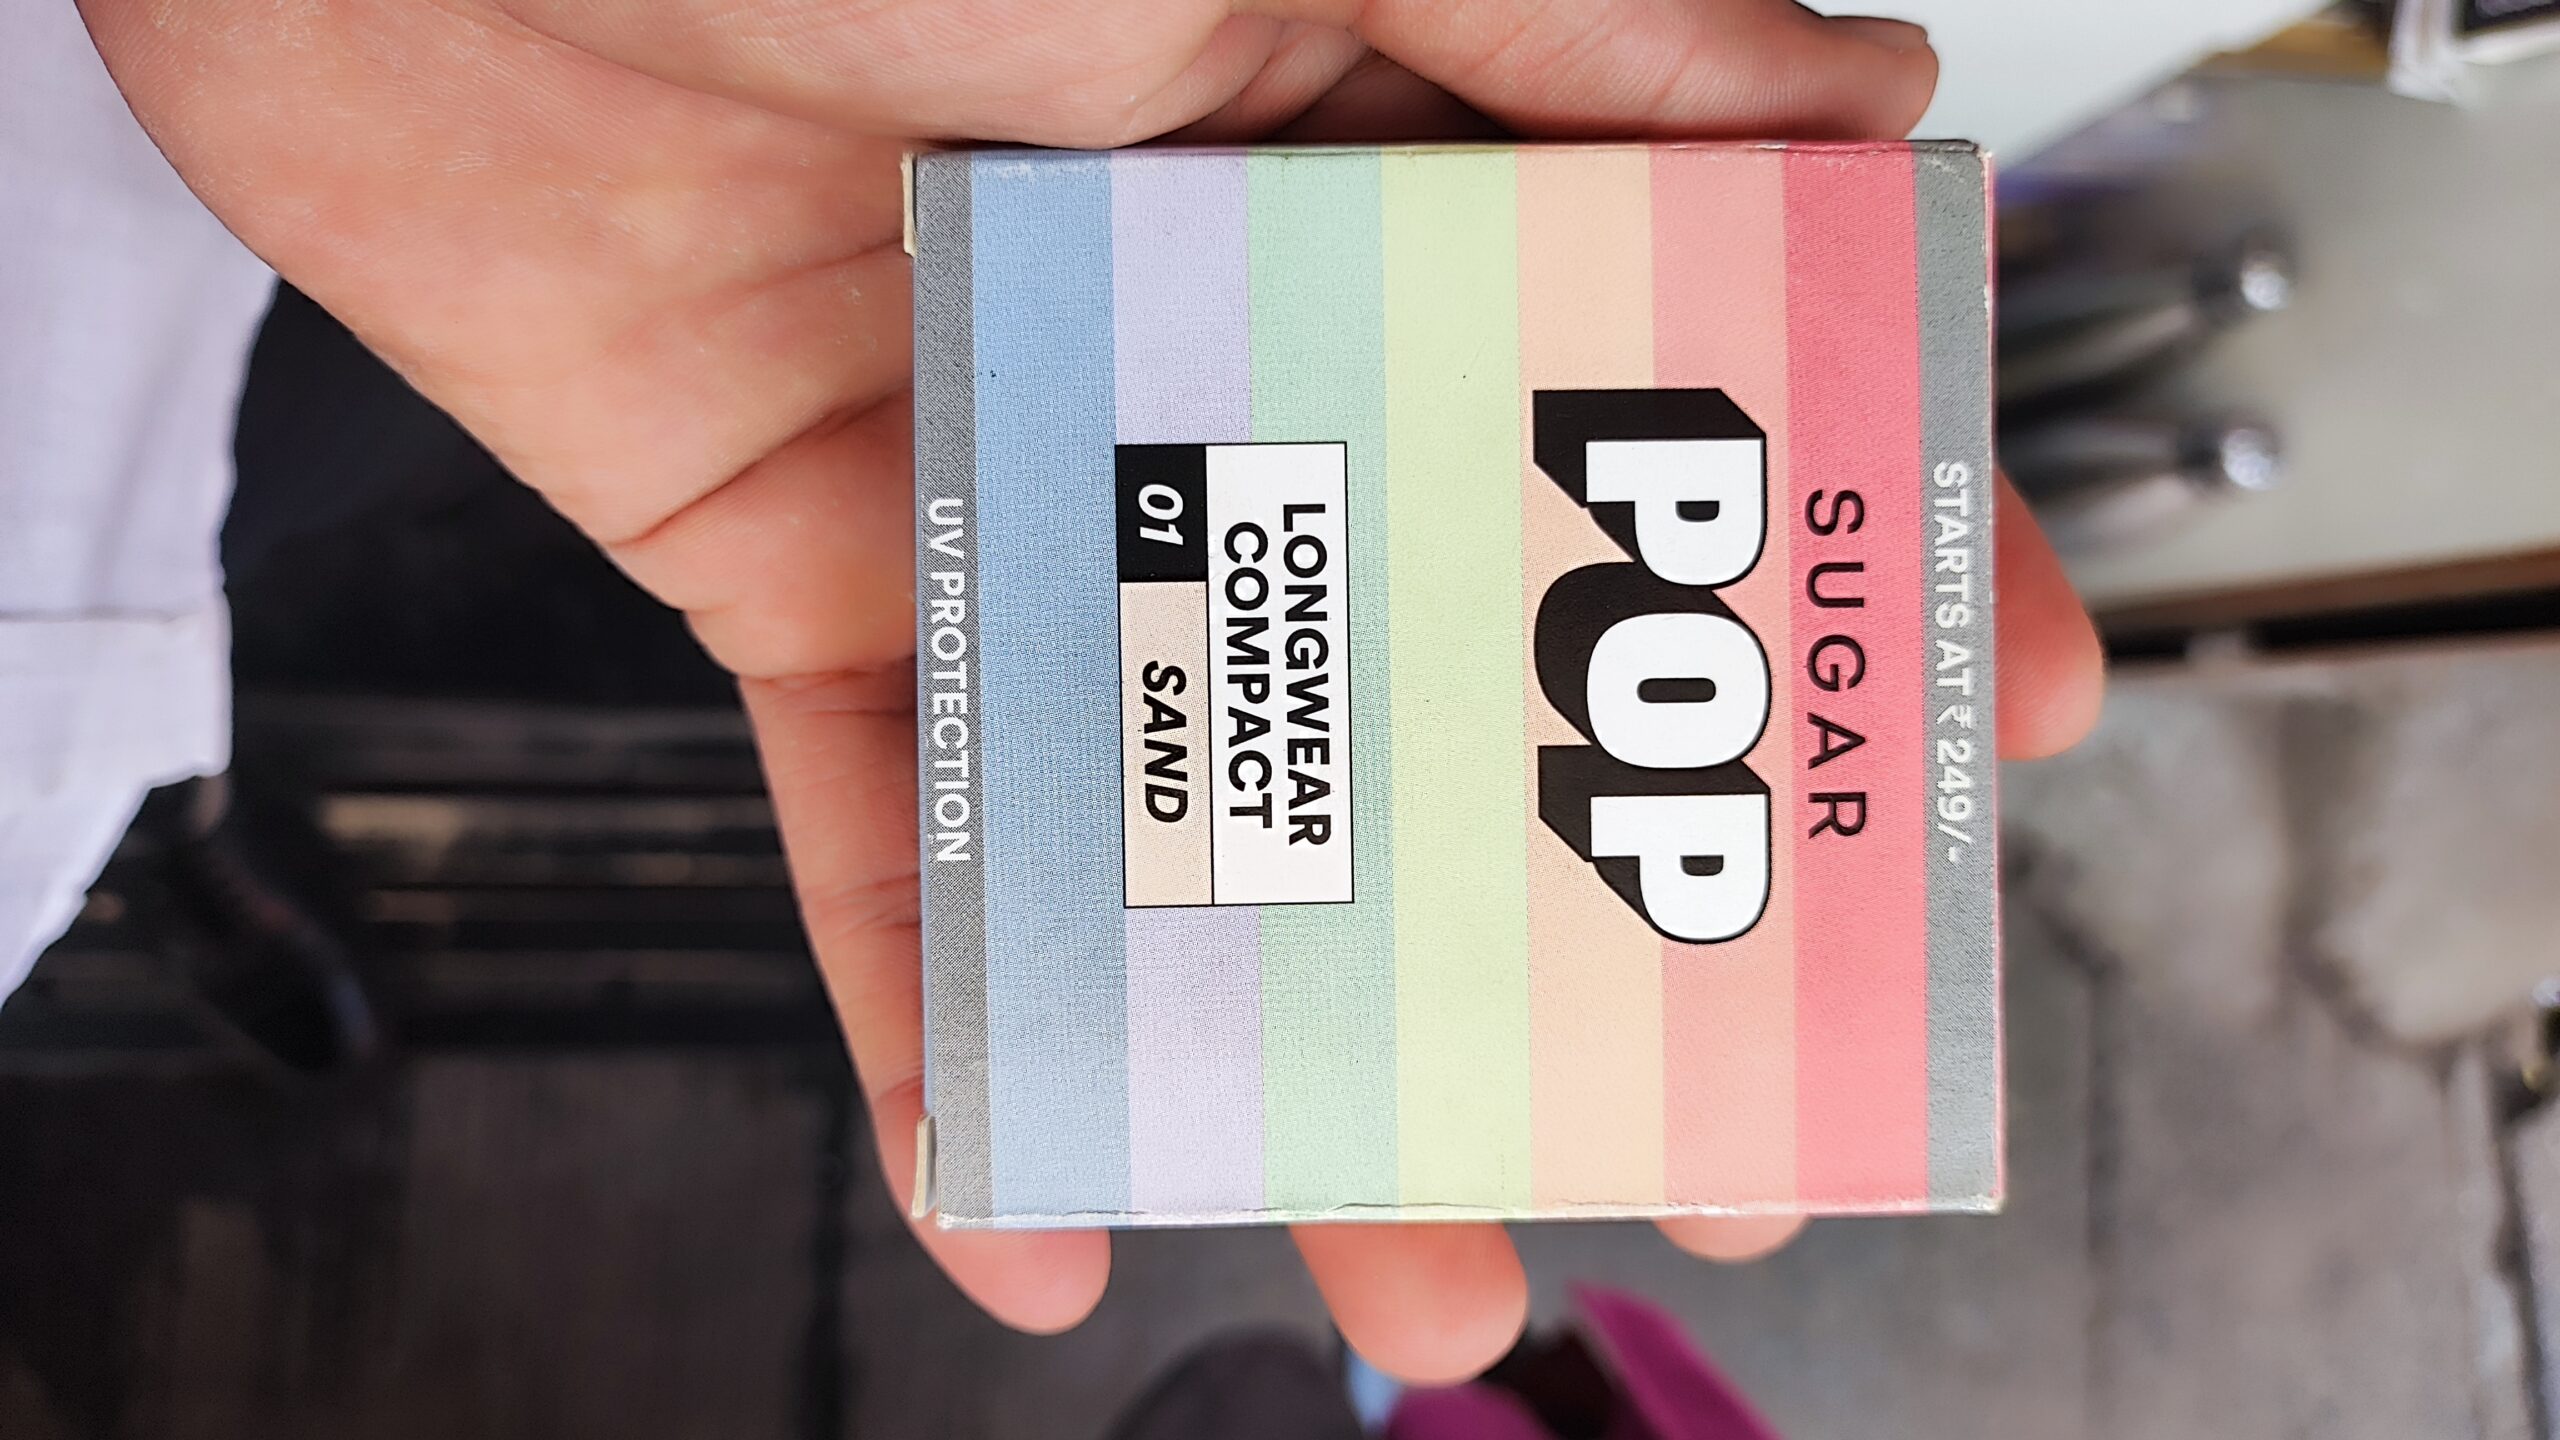 STARTS AT ₹ 249/-
SUGAR
POP
LONGWEAR
COMPACT
01 SAND
UV PROTECTION